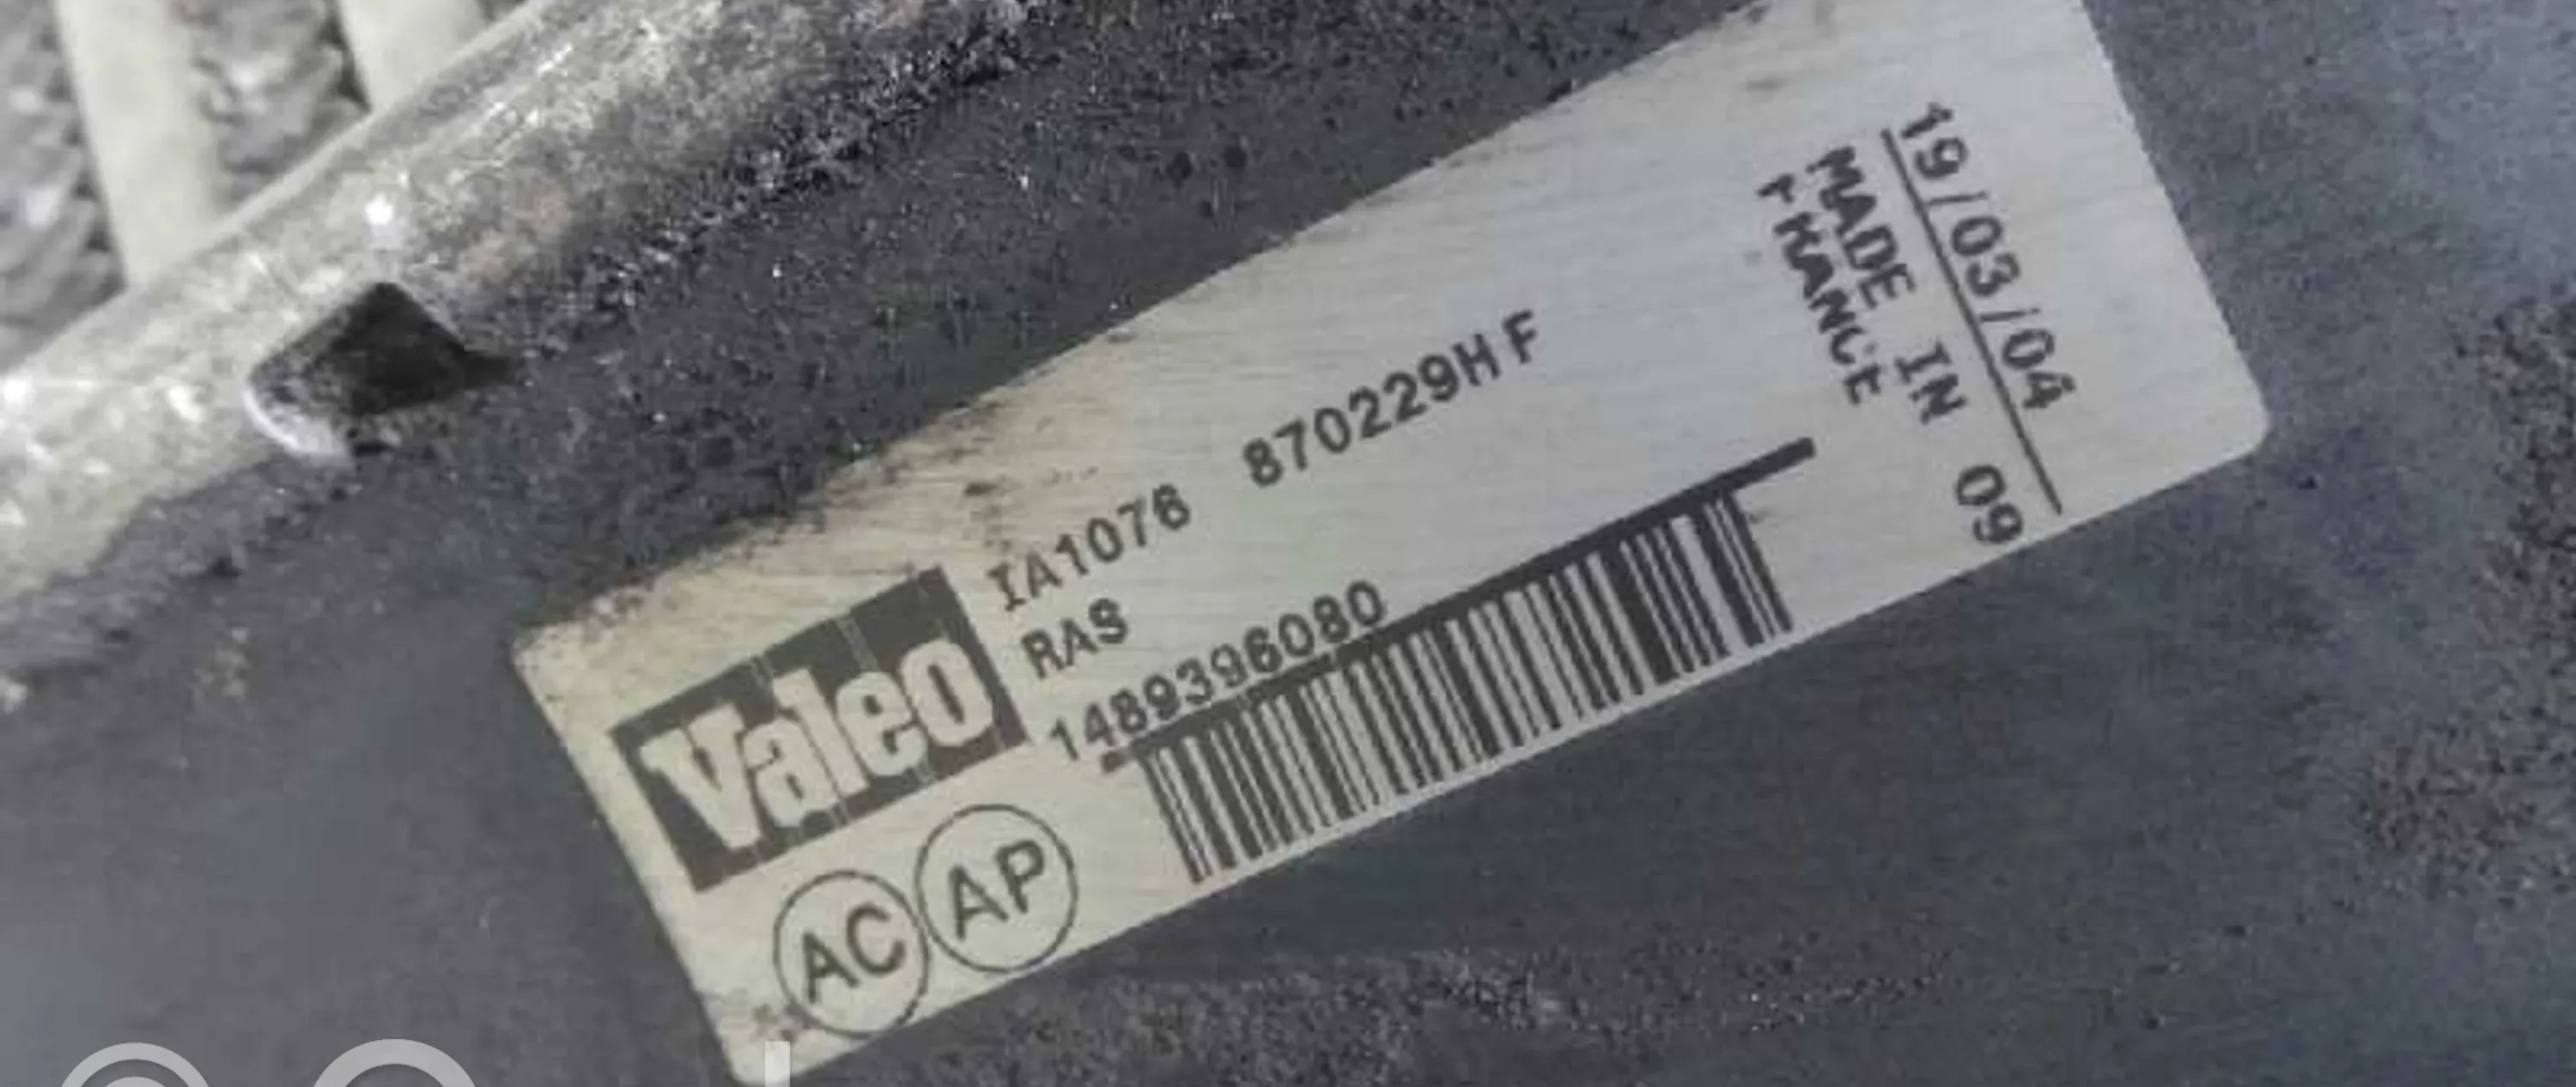 Valeo
IA1076 870229HF
RAS
1489396080
AC AP
19/03/04
MADE IN 09
FRANCE